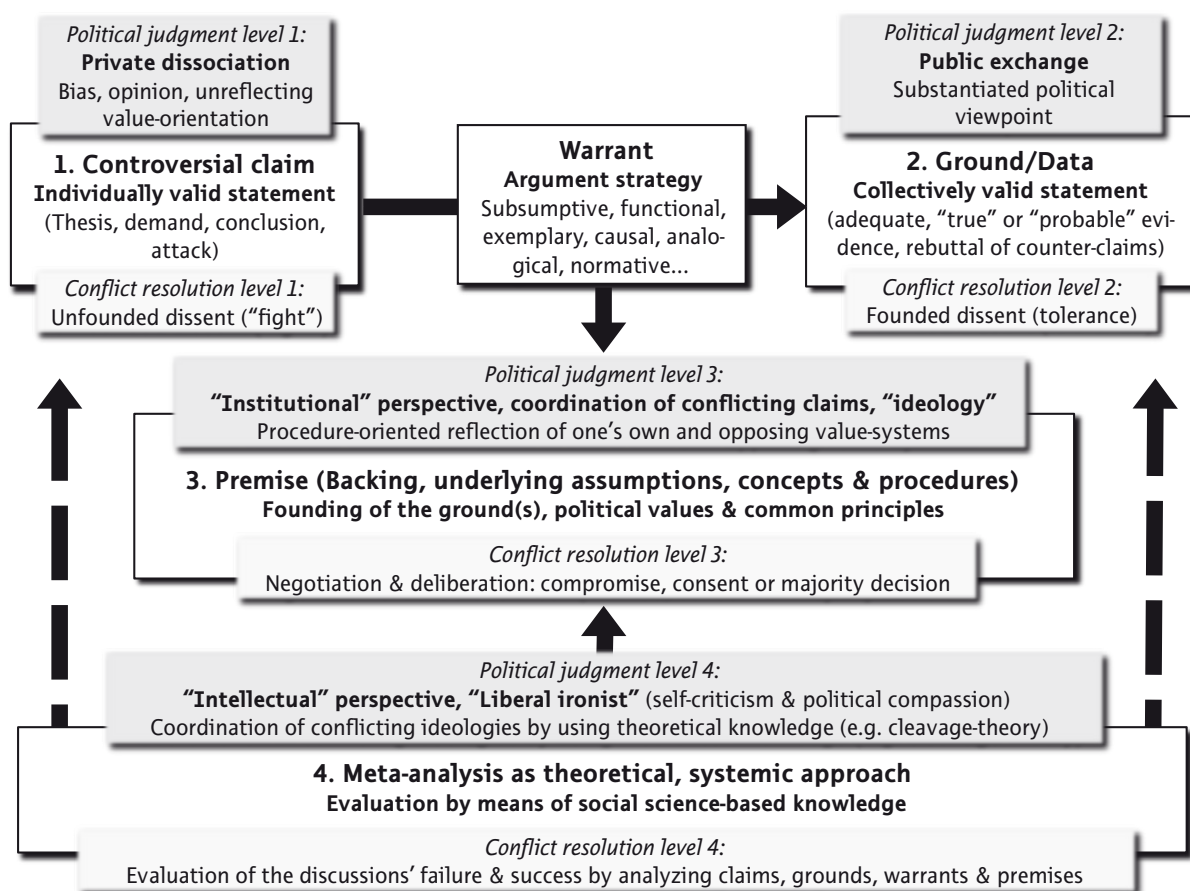 Political judgment level 1:
Private dissociation
Bias, opinion, unreflecting
value-orientation
1. Controversial claim
Individually valid statement
(Thesis, demand, conclusion,
attack)
Conflict resolution level 1:
Unfounded dissent (“fight”)
Warrant
Argument strategy
Subsumptive, functional,
exemplary, causal, analo-
gical, normative...
Political judgment level 2:
Public exchange
Substantiated political
viewpoint
2. Ground/Data
Collectively valid statement
(adequate, “true” or “probable” evi-
dence, rebuttal of counter-claims)
Conflict resolution level 2:
Founded dissent (tolerance)
Political judgment level 3:
“Institutional” perspective, coordination of conflicting claims, “ideology”
Procedure-oriented reflection of one’s own and opposing value-systems
3. Premise (Backing, underlying assumptions, concepts & procedures)
Founding of the ground(s), political values & common principles
Conflict resolution level 3:
Negotiation & deliberation: compromise, consent or majority decision
Political judgment level 4:
“Intellectual” perspective, “Liberal ironist” (self-criticism & political compassion)
Coordination of conflicting ideologies by using theoretical knowledge (e.g. cleavage-theory)
4. Meta-analysis as theoretical, systemic approach
Evaluation by means of social science-based knowledge
Conflict resolution level 4:
Evaluation of the discussions’ failure & success by analyzing claims, grounds, warrants & premises